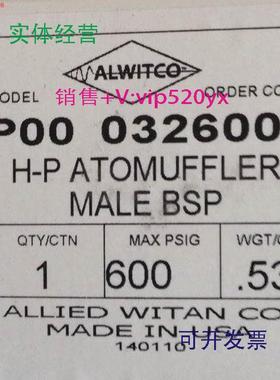 实体经营
ALWITCO
MODEL
ORDER CO
销售+V:vip520yx
P00 032600
H-P ATOMUFFLER
MALE BSP
QTY/CTN
MAX PSIG
WGT/
1
600
.53
ALLIED WITAN CO
MADE IN USA
140110
可开发票